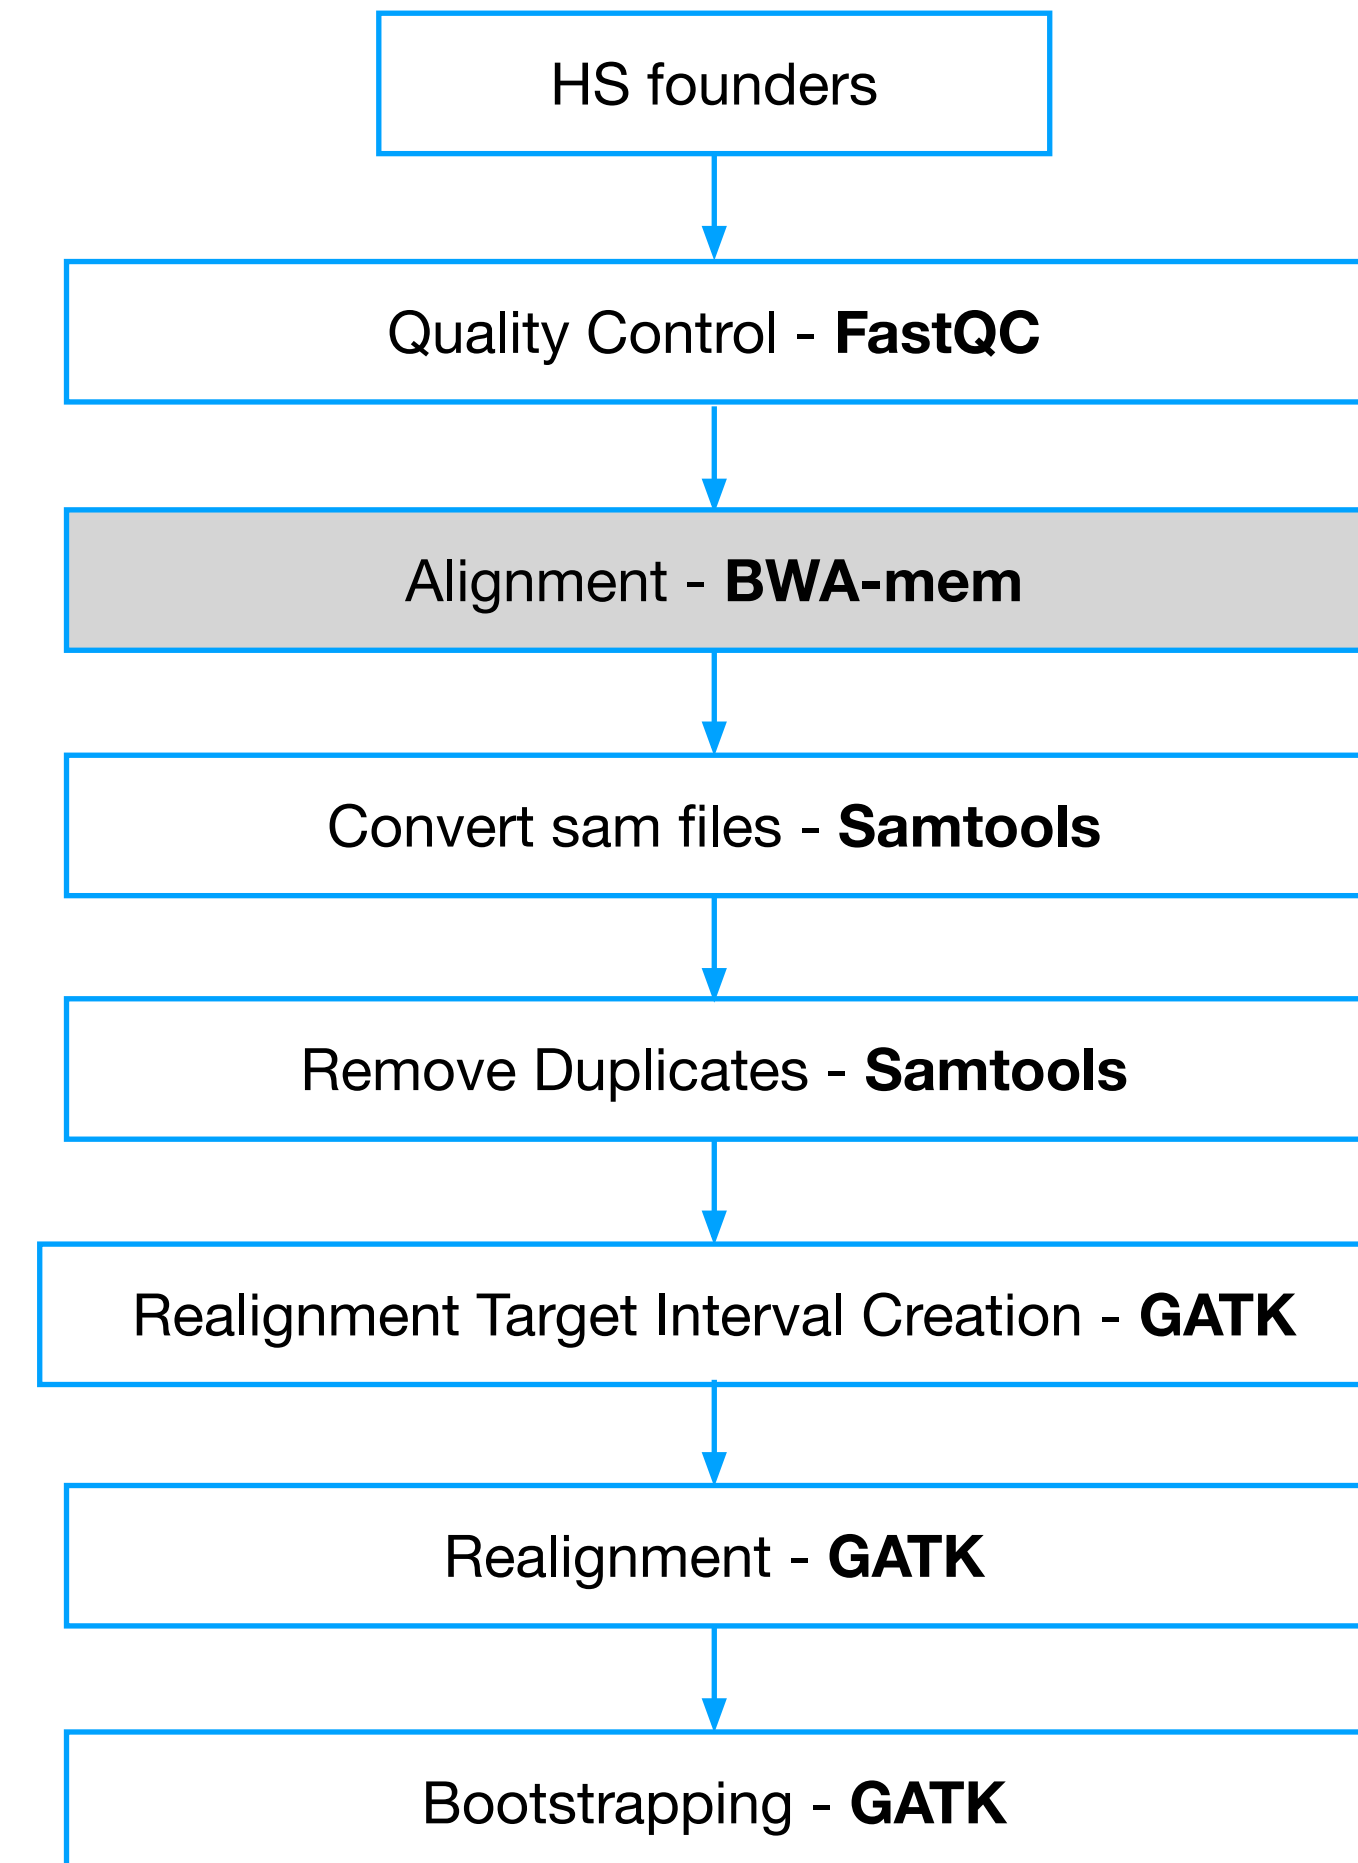 HS founders
Quality Control - FastQC
Alignment - BWA-mem
Convert sam files - Samtools
Remove Duplicates - Samtools
Realignment Target Interval Creation - GATK
Realignment - GATK
Bootstrapping - GATK